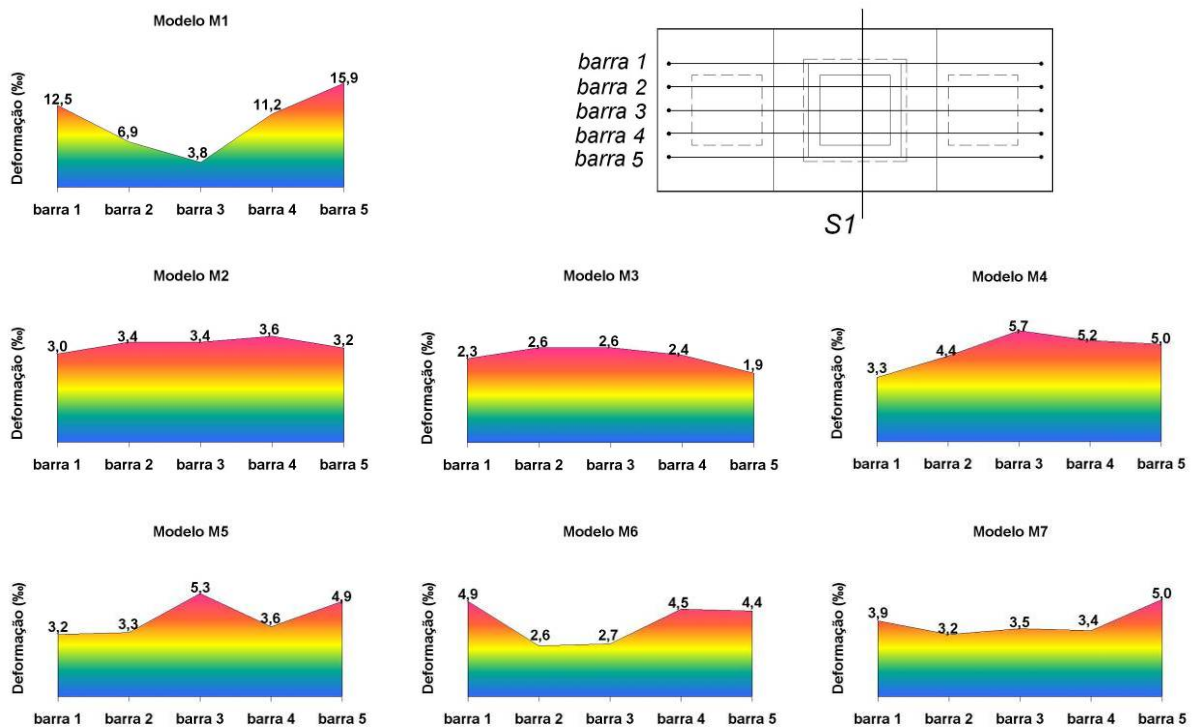 Modelo M1
Deformação (‰)
12,5
6,9
3,8
11,2
15,9
barra 1 barra 2 barra 3 barra 4 barra 5
barra 1
barra 2
barra 3
barra 4
barra 5
S1
Modelo M2
Deformação (‰)
3,0
3,4
3,4
3,6
3,2
barra 1 barra 2 barra 3 barra 4 barra 5
Modelo M3
Deformação (‰)
2,3
2,6
2,6
2,4
1,9
barra 1 barra 2 barra 3 barra 4 barra 5
Modelo M4
Deformação (‰)
3,3
4,4
5,7
5,2
5,0
barra 1 barra 2 barra 3 barra 4 barra 5
Modelo M5
Deformação (‰)
3,2
3,3
5,3
3,6
4,9
barra 1 barra 2 barra 3 barra 4 barra 5
Modelo M6
Deformação (‰)
4,9
2,6
2,7
4,5
4,4
barra 1 barra 2 barra 3 barra 4 barra 5
Modelo M7
Deformação (‰)
3,9
3,2
3,5
3,4
5,0
barra 1 barra 2 barra 3 barra 4 barra 5